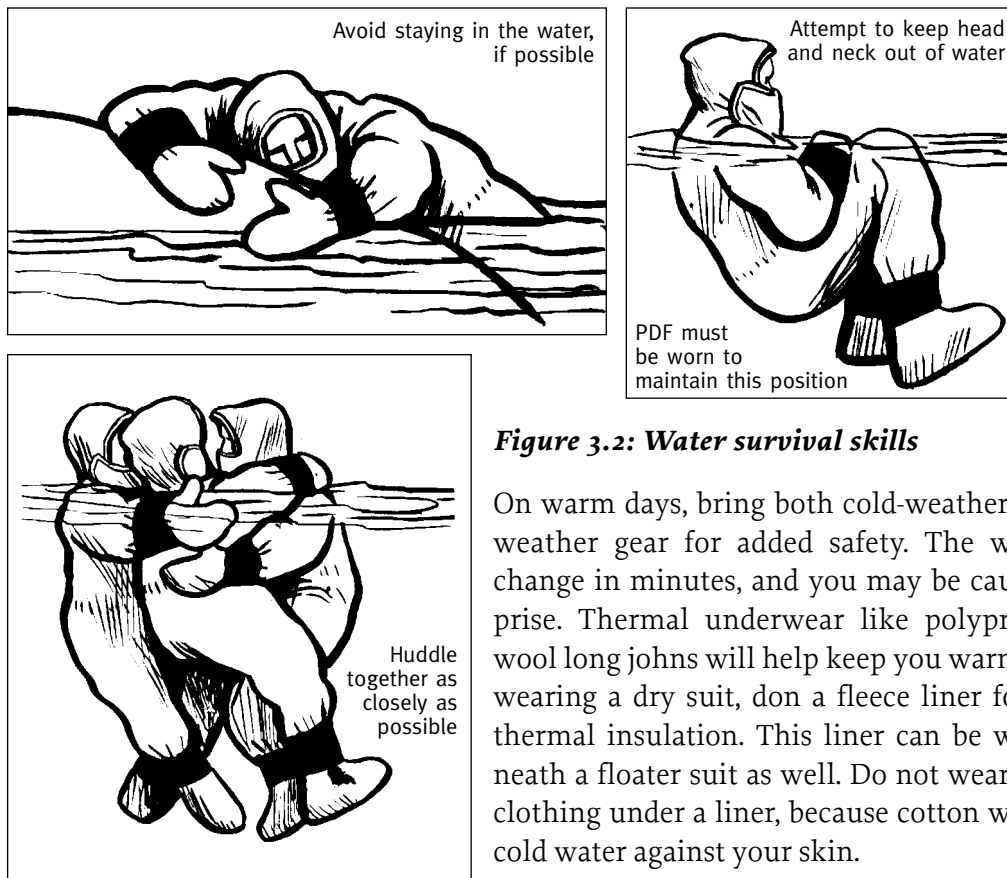 Avoid staying in the water,
if possible
Attempt to keep head
and neck out of water
PDF must
be worn to
maintain this position
Huddle
together as
closely as
possible
Figure 3.2: Water survival skills
On warm days, bring both cold-weather
weather gear for added safety. The w
change in minutes, and you may be cau
prise. Thermal underwear like polypr
wool long johns will help keep you warm
wearing a dry suit, don a fleece liner fo
thermal insulation. This liner can be w
neath a floater suit as well. Do not wear
clothing under a liner, because cotton w
cold water against your skin.